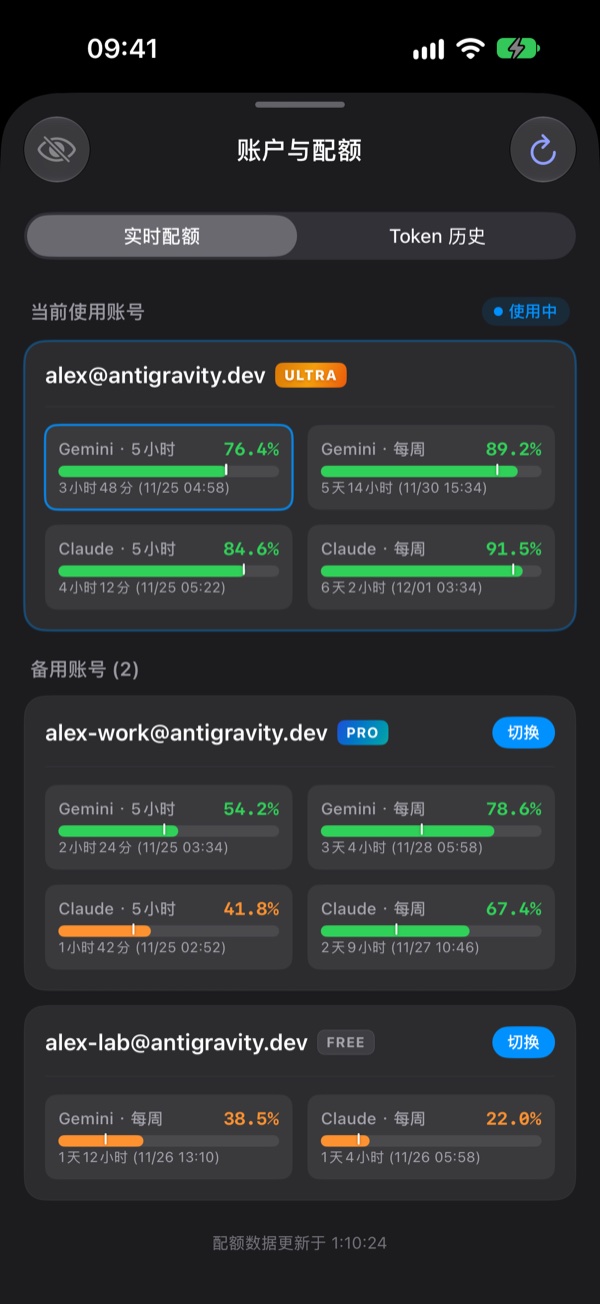 09:41
账户与配额
实时配额
Token 历史
当前使用账号
使用中
alex@antigravity.dev ULTRA
Gemini · 5小时 76.4%
3小时48分 (11/25 04:58)
Gemini · 每周 89.2%
5天14小时 (11/30 15:34)
Claude · 5小时 84.6%
4小时12分 (11/25 05:22)
Claude · 每周 91.5%
6天2小时 (12/01 03:34)
备用账号 (2)
alex-work@antigravity.dev PRO 切换
Gemini · 5小时 54.2%
2小时24分 (11/25 03:34)
Gemini · 每周 78.6%
3天4小时 (11/28 05:58)
Claude · 5小时 41.8%
1小时42分 (11/25 02:52)
Claude · 每周 67.4%
2天9小时 (11/27 10:46)
alex-lab@antigravity.dev FREE 切换
Gemini · 每周 38.5%
1天12小时 (11/26 13:10)
Claude · 每周 22.0%
1天4小时 (11/26 05:58)
配额数据更新于 1:10:24